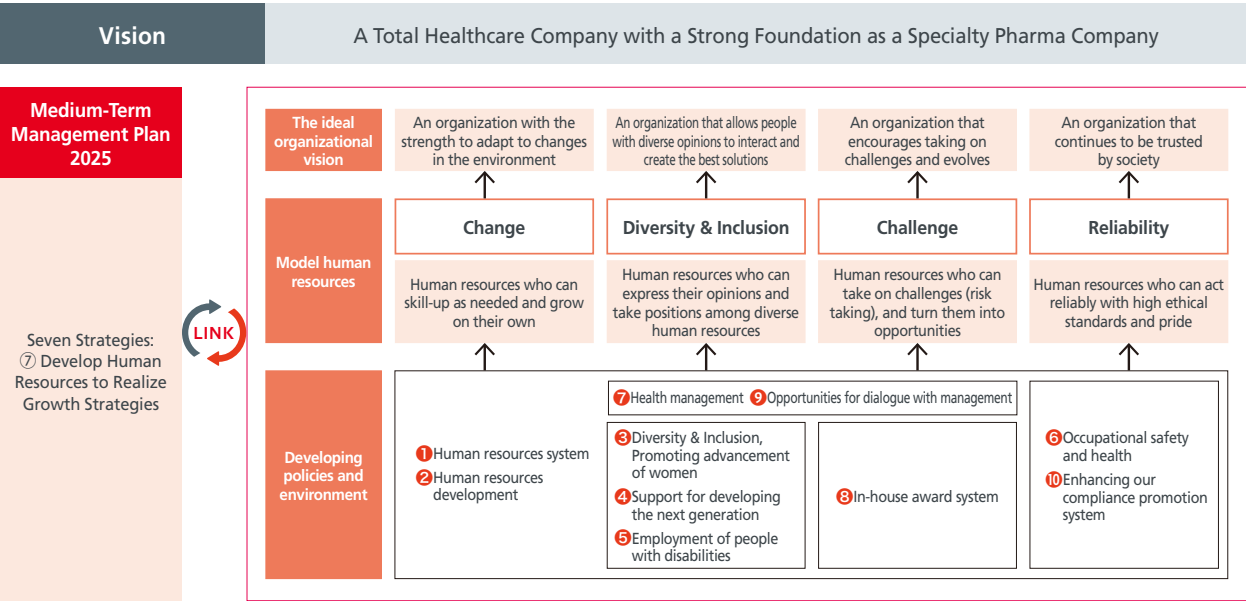 Vision
A Total Healthcare Company with a Strong Foundation as a Specialty Pharma Company
Medium-Term
Management Plan
2025
Seven Strategies:
⑦ Develop Human
Resources to Realize
Growth Strategies
LINK
The ideal
organizational
vision
An organization with the
strength to adapt to changes
in the environment
An organization that allows people
with diverse opinions to interact and
create the best solutions
An organization that
encourages taking on
challenges and evolves
An organization that
continues to be trusted
by society
Model human
resources
Change
Diversity & Inclusion
Challenge
Reliability
Human resources who can
skill-up as needed and grow
on their own
Human resources who can
express their opinions and
take positions among diverse
human resources
Human resources who can
take on challenges (risk
taking), and turn them into
opportunities
Human resources who can act
reliably with high ethical
standards and pride
Developing
policies and
environment
❶Human resources system
❷Human resources
development
❼Health management ❾Opportunities for dialogue with management
❸Diversity & Inclusion,
Promoting advancement
of women
❹Support for developing
the next generation
❺Employment of people
with disabilities
❽In-house award system
❻Occupational safety
and health
❿Enhancing our
compliance promotion
system